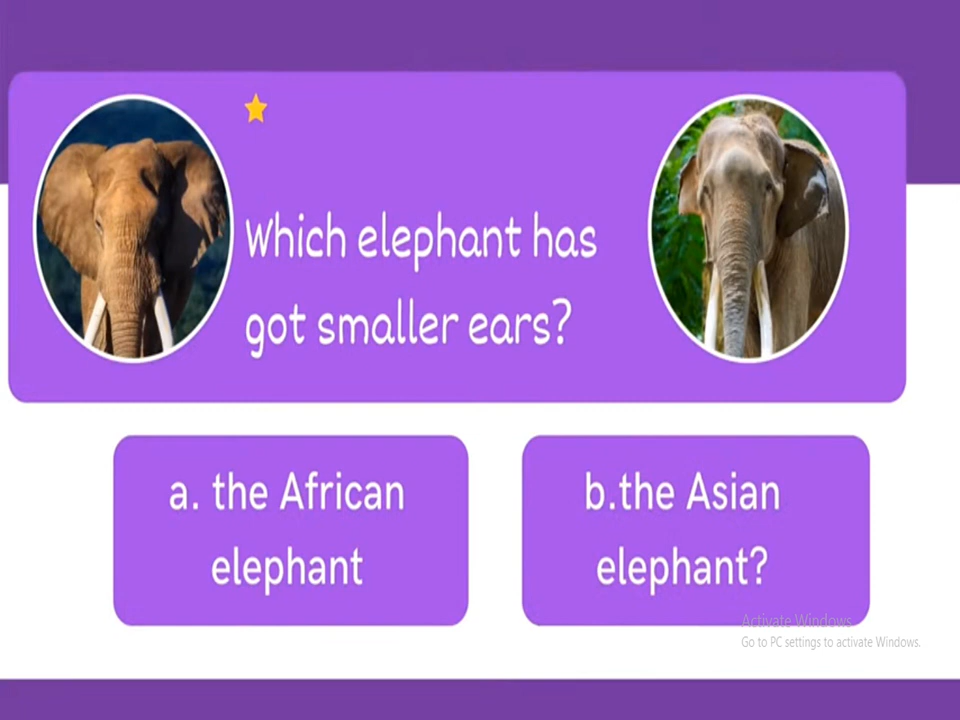 Which elephant has
got smaller ears?
a. the African
elephant
b.the Asian
elephant?
Activate Windows
Go to PC settings to activate Windows.